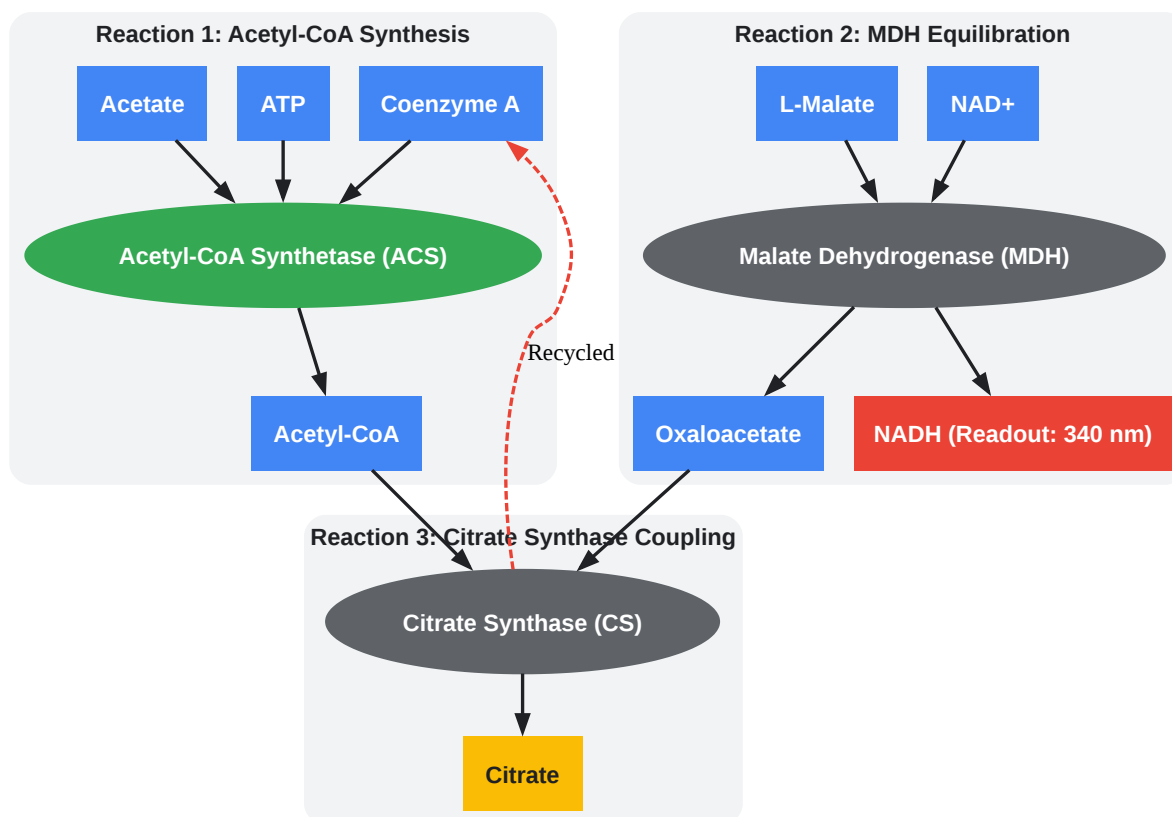 Reaction 1: Acetyl-CoA Synthesis
Reaction 2: MDH Equilibration
Acetate
ATP
Coenzyme A
L-Malate
NAD+
Acetyl-CoA Synthetase (ACS)
Malate Dehydrogenase (MDH)
Recycled
Acetyl-CoA
Oxaloacetate
NADH (Readout: 340 nm)
Reaction 3: Citrate Synthase Coupling
Citrate Synthase (CS)
Citrate